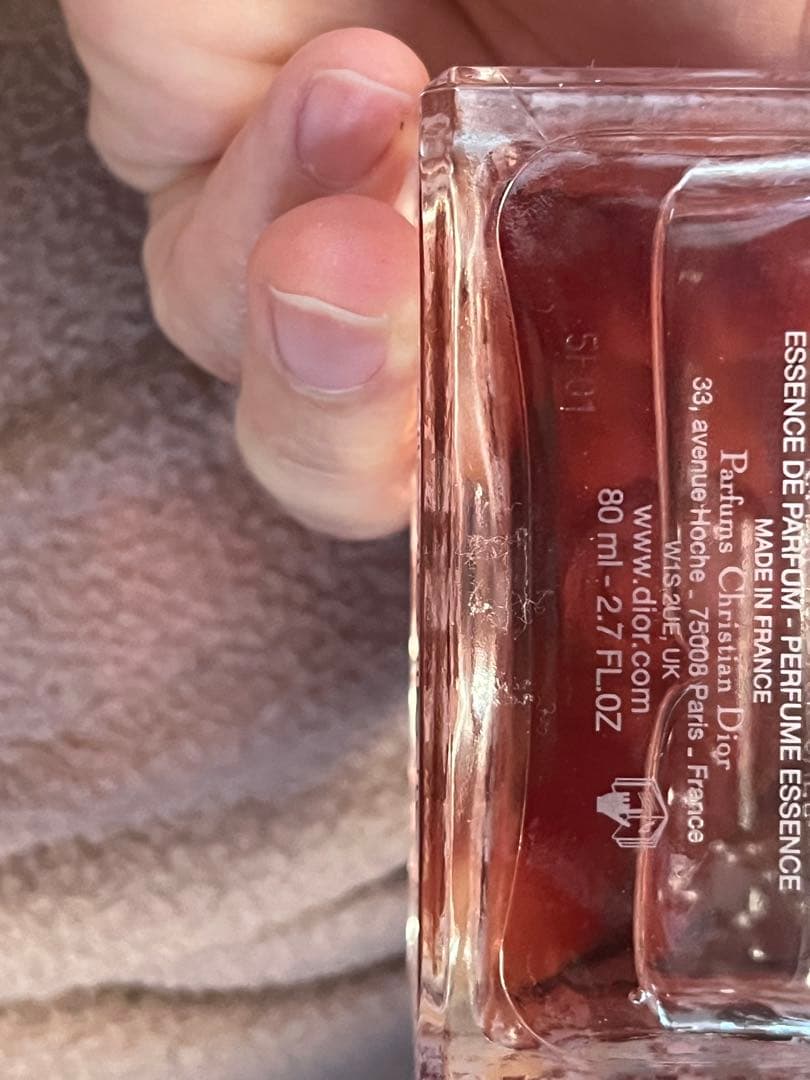 ESSENCE DE PARFUM - PERFUME ESSENCE
MADE IN FRANCE
Parfums Christian Dior
33, avenue Hoche - 75008 Paris - France
W1S 2UE, UK
www.dior.com
80 ml - 2.7 FL.OZ